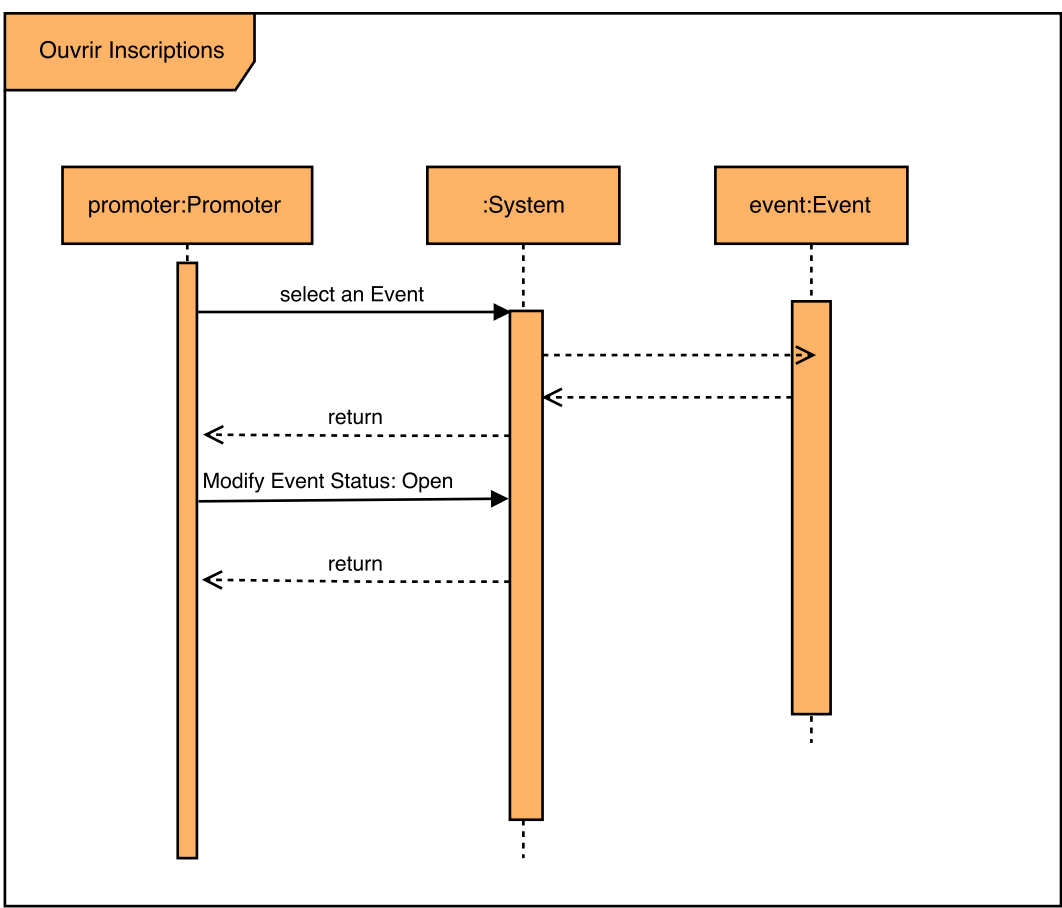 Ouvrir Inscriptions
promoter:Promoter
:System
event:Event
select an Event
return
Modify Event Status: Open
return